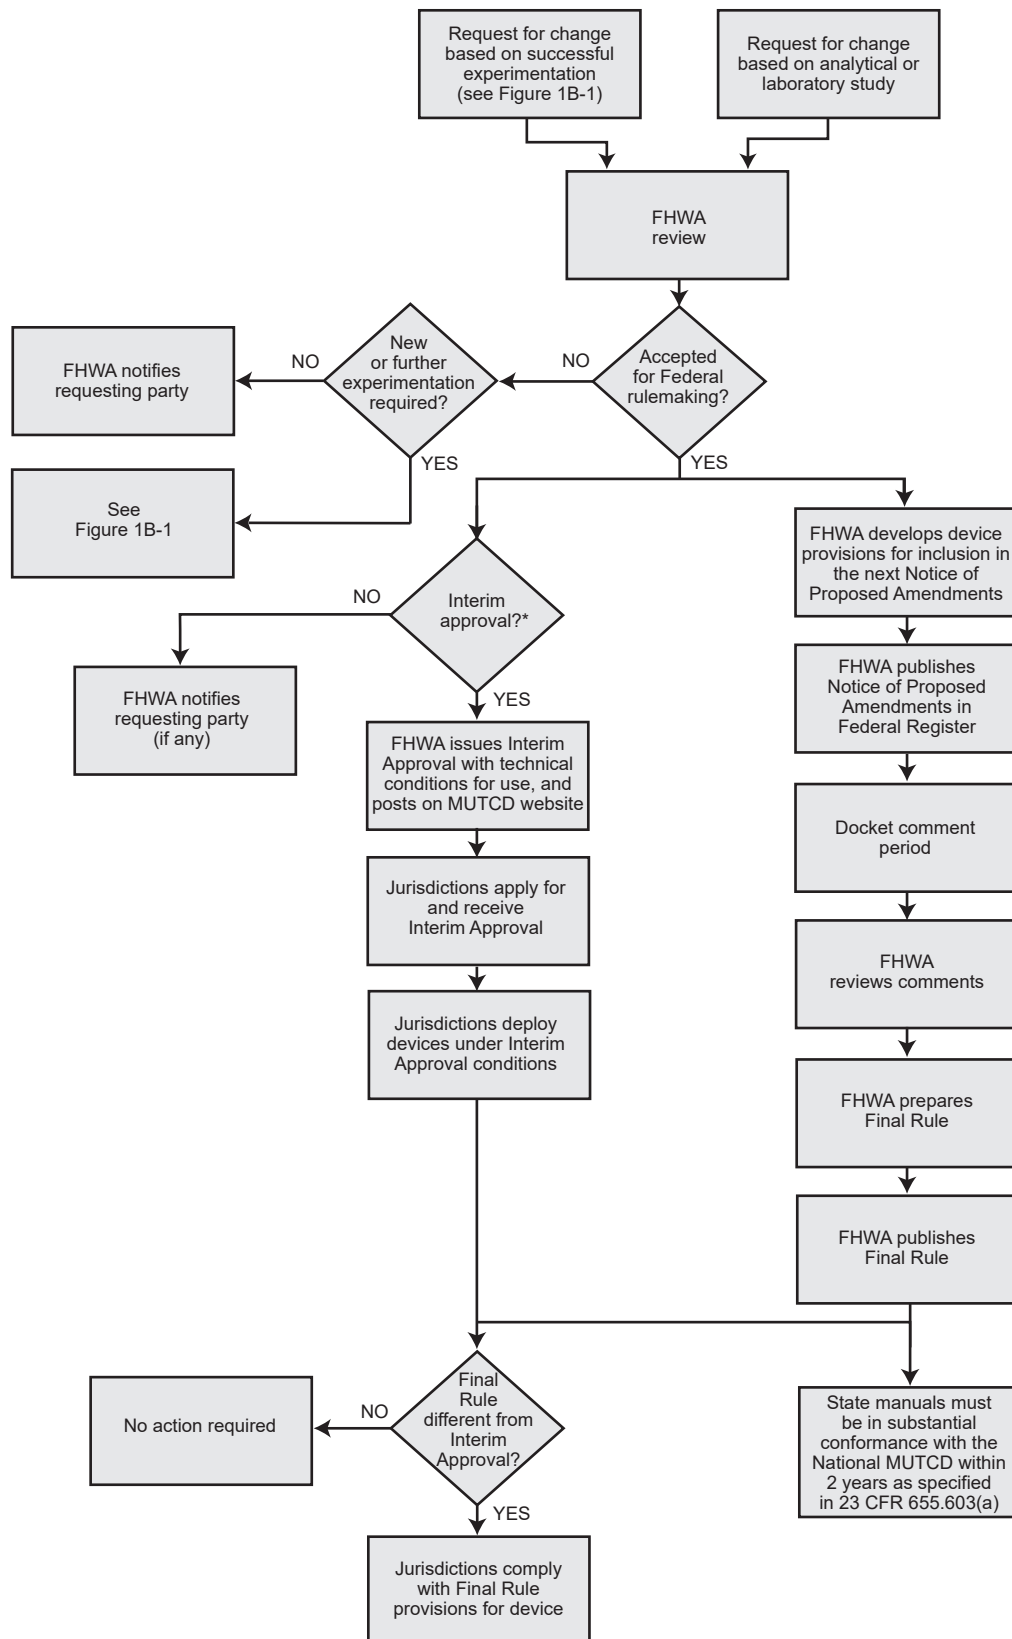 Request for change
based on successful
experimentation
(see Figure 1B-1)
Request for change
based on analytical or
laboratory study
FHWA
review
Accepted
for Federal
rulemaking?
NO
New
or further
experimentation
required?
NO
FHWA notifies
requesting party
YES
See
Figure 1B-1
YES
Interim
approval?*
NO
FHWA notifies
requesting party
(if any)
YES
FHWA issues Interim
Approval with technical
conditions for use, and
posts on MUTCD website
Jurisdictions apply for
and receive
Interim Approval
Jurisdictions deploy
devices under Interim
Approval conditions
FHWA develops device
provisions for inclusion in
the next Notice of
Proposed Amendments
FHWA publishes
Notice of Proposed
Amendments in
Federal Register
Docket comment
period
FHWA
reviews comments
FHWA prepares
Final Rule
FHWA publishes
Final Rule
Final
Rule
different from
Interim
Approval?
NO
No action required
YES
Jurisdictions comply
with Final Rule
provisions for device
State manuals must
be in substantial
conformance with the
National MUTCD within
2 years as specified
in 23 CFR 655.603(a)